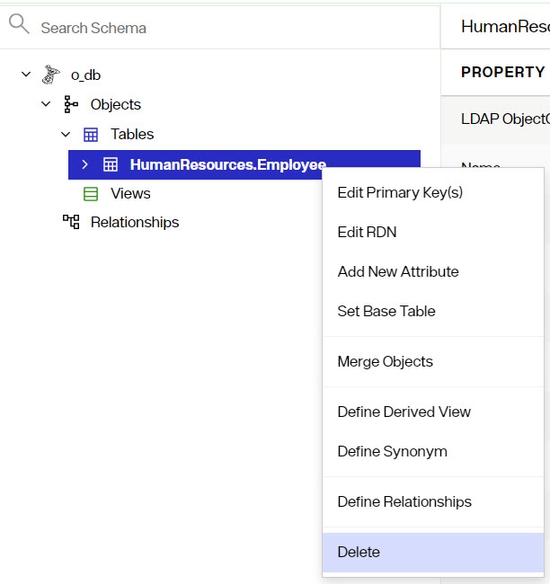 Search Schema
HumanReso
PROPERTY
o_db
Objects
Tables
LDAP Object
HumanResources.Employee
Name
Views
Relationships
Edit Primary Key(s)
Edit RDN
Add New Attribute
Set Base Table
Merge Objects
Define Derived View
Define Synonym
Define Relationships
Delete